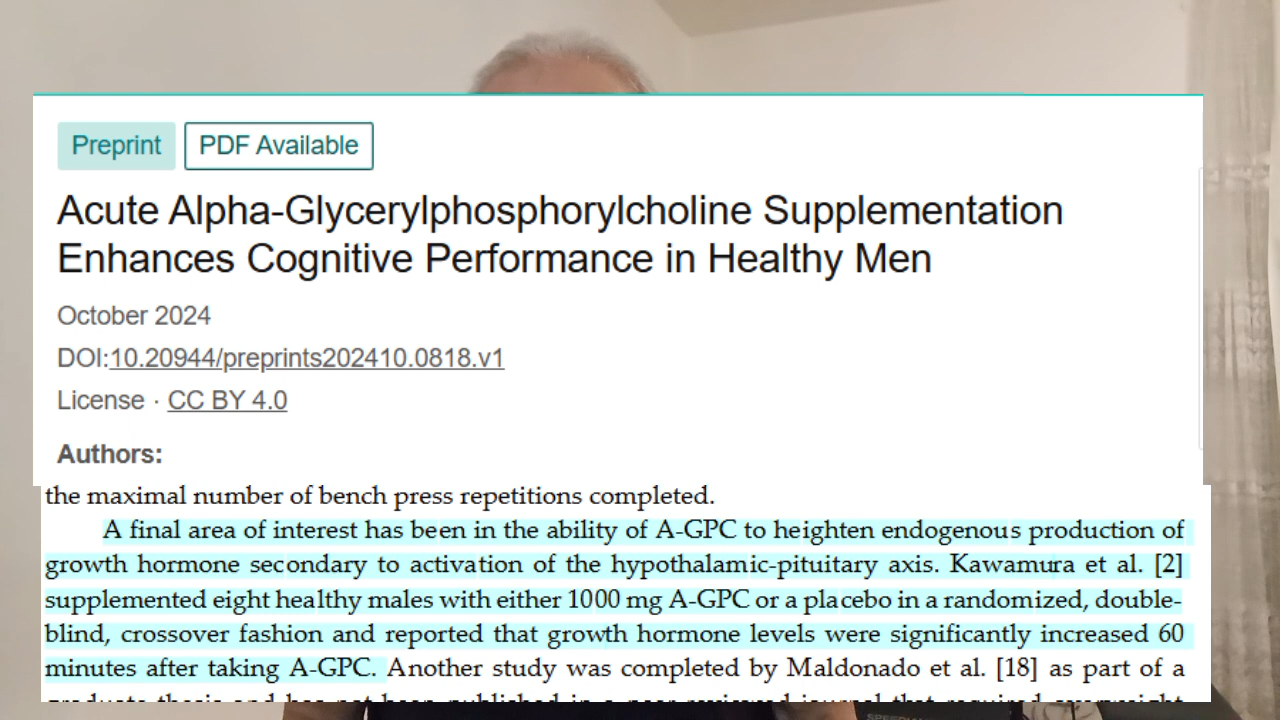 Preprint PDF Available
Acute Alpha-Glycerylphosphorylcholine Supplementation
Enhances Cognitive Performance in Healthy Men
October 2024
DOI:10.20944/preprints202410.0818.v1
License · CC BY 4.0
Authors:
the maximal number of bench press repetitions completed.
A final area of interest has been in the ability of A-GPC to heighten endogenous production of
growth hormone secondary to activation of the hypothalamic-pituitary axis. Kawamura et al. [2]
supplemented eight healthy males with either 1000 mg A-GPC or a placebo in a randomized, double-
blind, crossover fashion and reported that growth hormone levels were significantly increased 60
minutes after taking A-GPC. Another study was completed by Maldonado et al. [18] as part of a